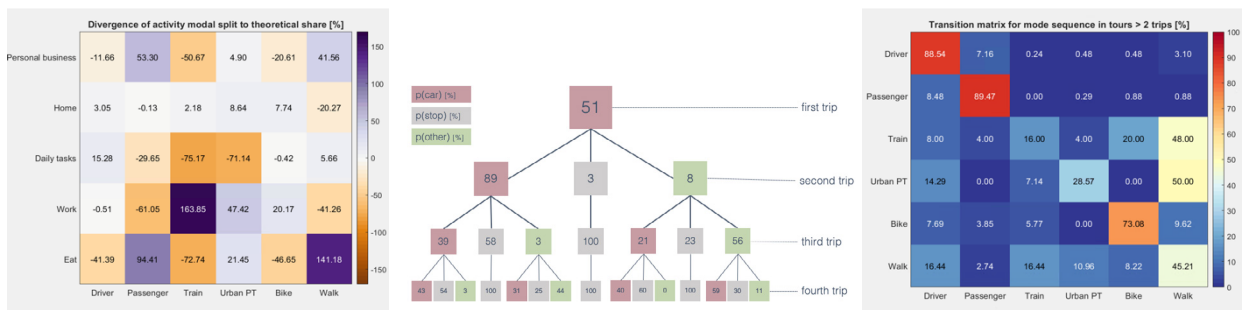 Divergence of activity modal split to theoretical share [%]
Personal business -11.66 53.30 -50.67 4.90 -20.61 41.56
Home 3.05 -0.13 2.18 8.64 7.74 -20.27
Daily tasks 15.28 -29.65 -75.17 -71.14 -0.42 5.66
Work -0.51 -61.05 163.85 47.42 20.17 -41.26
Eat -41.39 94.41 -72.74 21.45 -46.65 141.18
Driver Passenger Train Urban PT Bike Walk
150
100
50
0
-50
-100
-150
p(car) [%]
p(stop) [%]
p(other) [%]
51 first trip
89 3 8 second trip
39 58 3 100 21 23 56 third trip
43 54 3 100 31 25 44 100 40 60 0 100 59 30 11 fourth trip
Transition matrix for mode sequence in tours > 2 trips [%]
Driver 88.54 7.16 0.24 0.48 0.48 3.10
Passenger 8.48 89.47 0.00 0.29 0.88 0.88
Train 8.00 4.00 16.00 4.00 20.00 48.00
Urban PT 14.29 0.00 7.14 28.57 0.00 50.00
Bike 7.69 3.85 5.77 0.00 73.08 9.62
Walk 16.44 2.74 16.44 10.96 8.22 45.21
Driver Passenger Train Urban PT Bike Walk
100
90
80
70
60
50
40
30
20
10
0